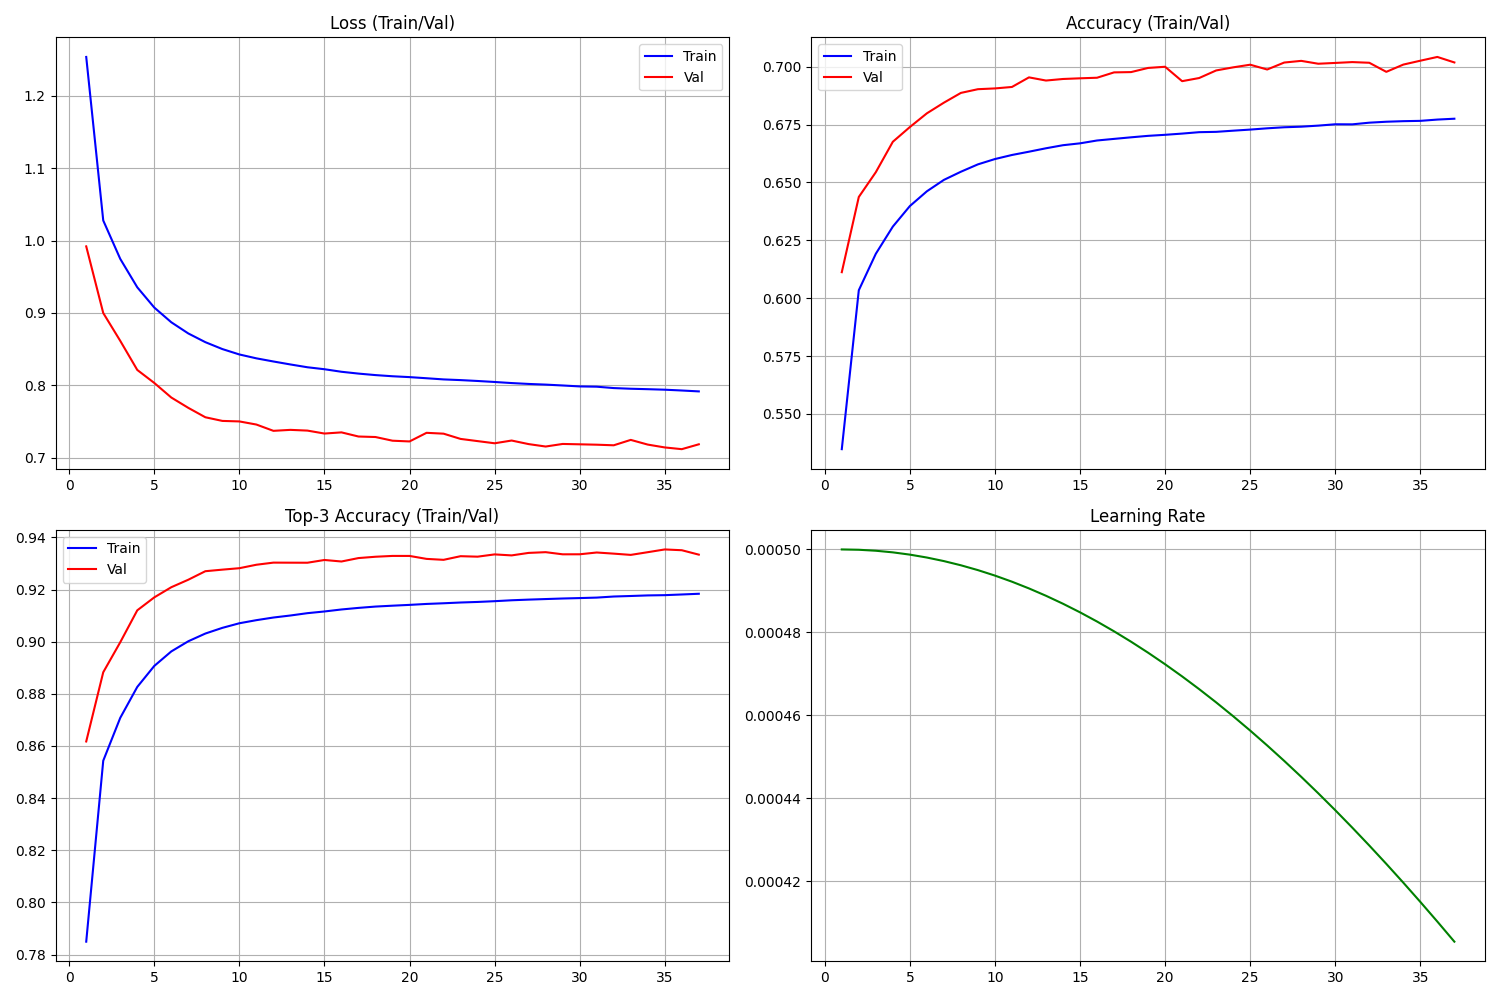 Loss (Train/Val)
Train
Val
1.2
1.1
1.0
0.9
0.8
0.7
0 5 10 15 20 25 30 35
Accuracy (Train/Val)
Train
Val
0.700
0.675
0.650
0.625
0.600
0.575
0.550
0 5 10 15 20 25 30 35
Top-3 Accuracy (Train/Val)
Train
Val
0.94
0.92
0.90
0.88
0.86
0.84
0.82
0.80
0.78
0 5 10 15 20 25 30 35
Learning Rate
0.00050
0.00048
0.00046
0.00044
0.00042
0 5 10 15 20 25 30 35